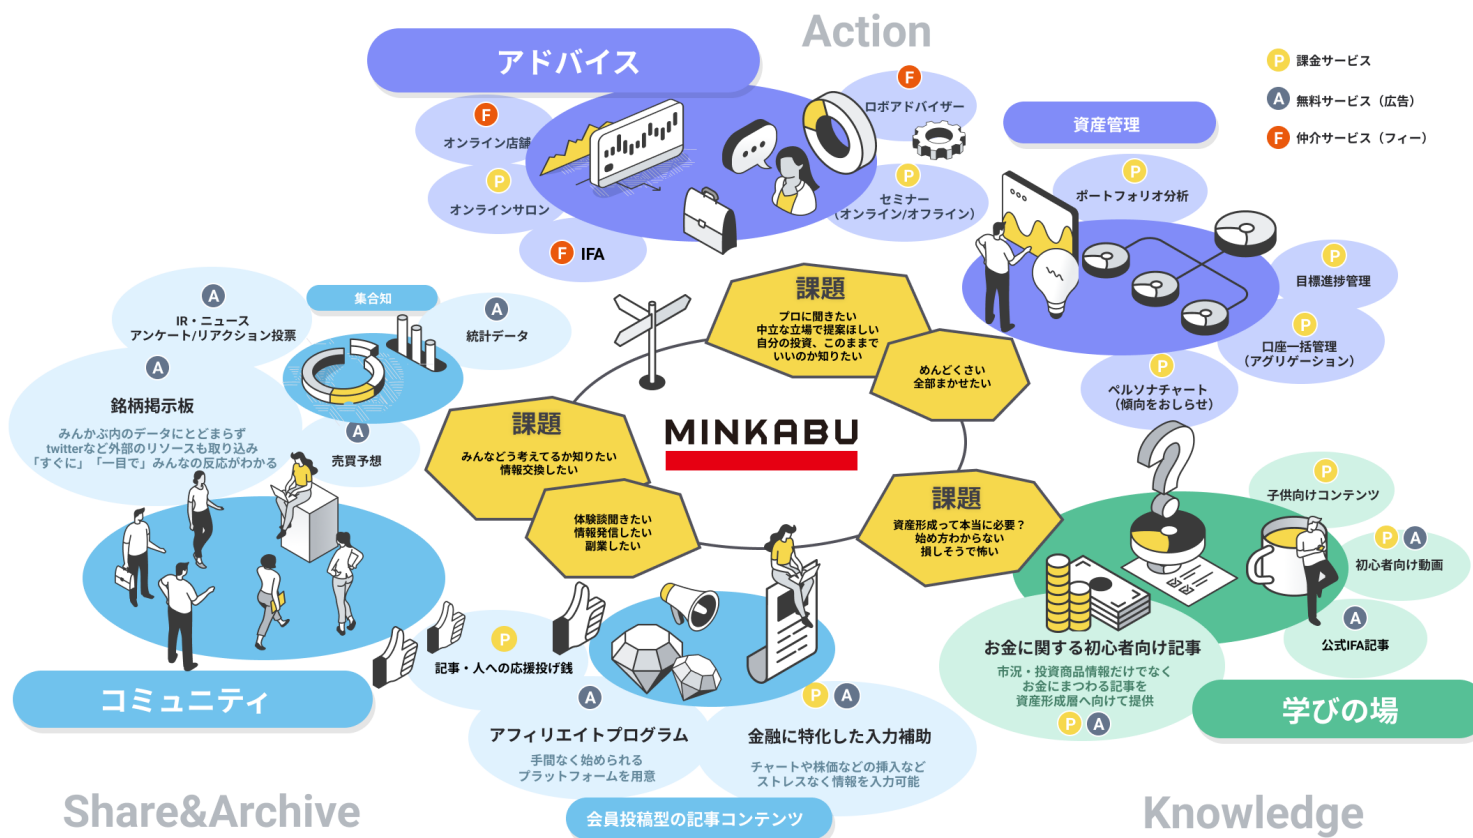 Action
アドバイス
F
オンライン店舗
P
オンラインサロン
F IFA
F
ロボアドバイザー
P
セミナー
(オンライン/オフライン)
P 課金サービス
A 無料サービス（広告）
F 仲介サービス（フィー）
資産管理
P
ポートフォリオ分析
P
目標進捗管理
P
口座一括管理
（アグリゲーション）
P
ペルソナチャート
（傾向をおしらせ）
課題
プロに聞きたい
中立な立場で提案ほしい
自分の投資、このままで
いいのか知りたい
めんどくさい
全部まかせたい
集合知
A
IR・ニュース
アンケート/リアクション投票
A
統計データ
A
銘柄掲示板
みんかぶ内のデータにとどまらず
twitterなど外部のリソースも取り込み
「すぐに」「一目で」みんなの反応がわかる
A
売買予想
課題
みんなどう考えてるか知りたい
情報交換したい
体験談聞きたい
情報発信したい
副業したい
MINKABU
課題
資産形成って本当に必要？
始め方わからない
損しそうで怖い
P
子供向けコンテンツ
P A
初心者向け動画
A
公式IFA記事
お金に関する初心者向け記事
市況・投資商品情報だけでなく
お金にまつわる記事を
資産形成層へ向けて提供
P A
学びの場
Knowledge
コミュニティ
Share&Archive
P
記事・人への応援投げ銭
A
アフィリエイトプログラム
手間なく始められる
プラットフォームを用意
P A
金融に特化した入力補助
チャートや株価などの挿入など
ストレスなく情報を入力可能
会員投稿型の記事コンテンツ